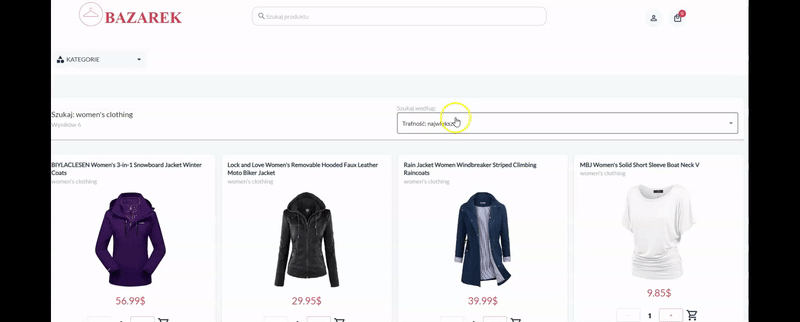 BAZAREK
Szukaj produktu
0
KATEGORIE
Szukaj: women's clothing
Wyników 6
Szukaj według:
Trafność: największa
BIYLACLESEN Women's 3-in-1 Snowboard Jacket Winter
Coats
women's clothing
56.99$
1
Lock and Love Women's Removable Hooded Faux Leather
Moto Biker Jacket
women's clothing
29.95$
1
Rain Jacket Women Windbreaker Striped Climbing
Raincoats
women's clothing
39.99$
1
MBJ Women's Solid Short Sleeve Boat Neck V
women's clothing
9.85$
1 +